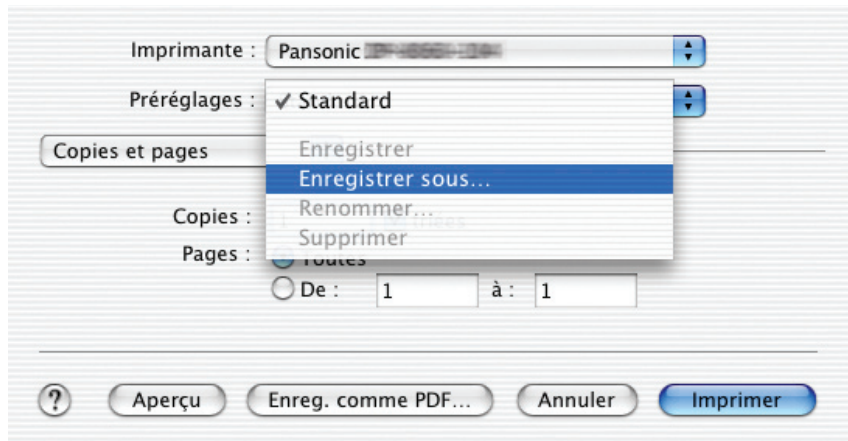 Imprimante : Pansonic
Préréglages : ✓ Standard
Copies et pages
Enregistrer
Enregistrer sous...
Copies :
Renommer...
Supprimer
Pages : Toutes
De : 1 à : 1
? Aperçu Enreg. comme PDF... Annuler Imprimer